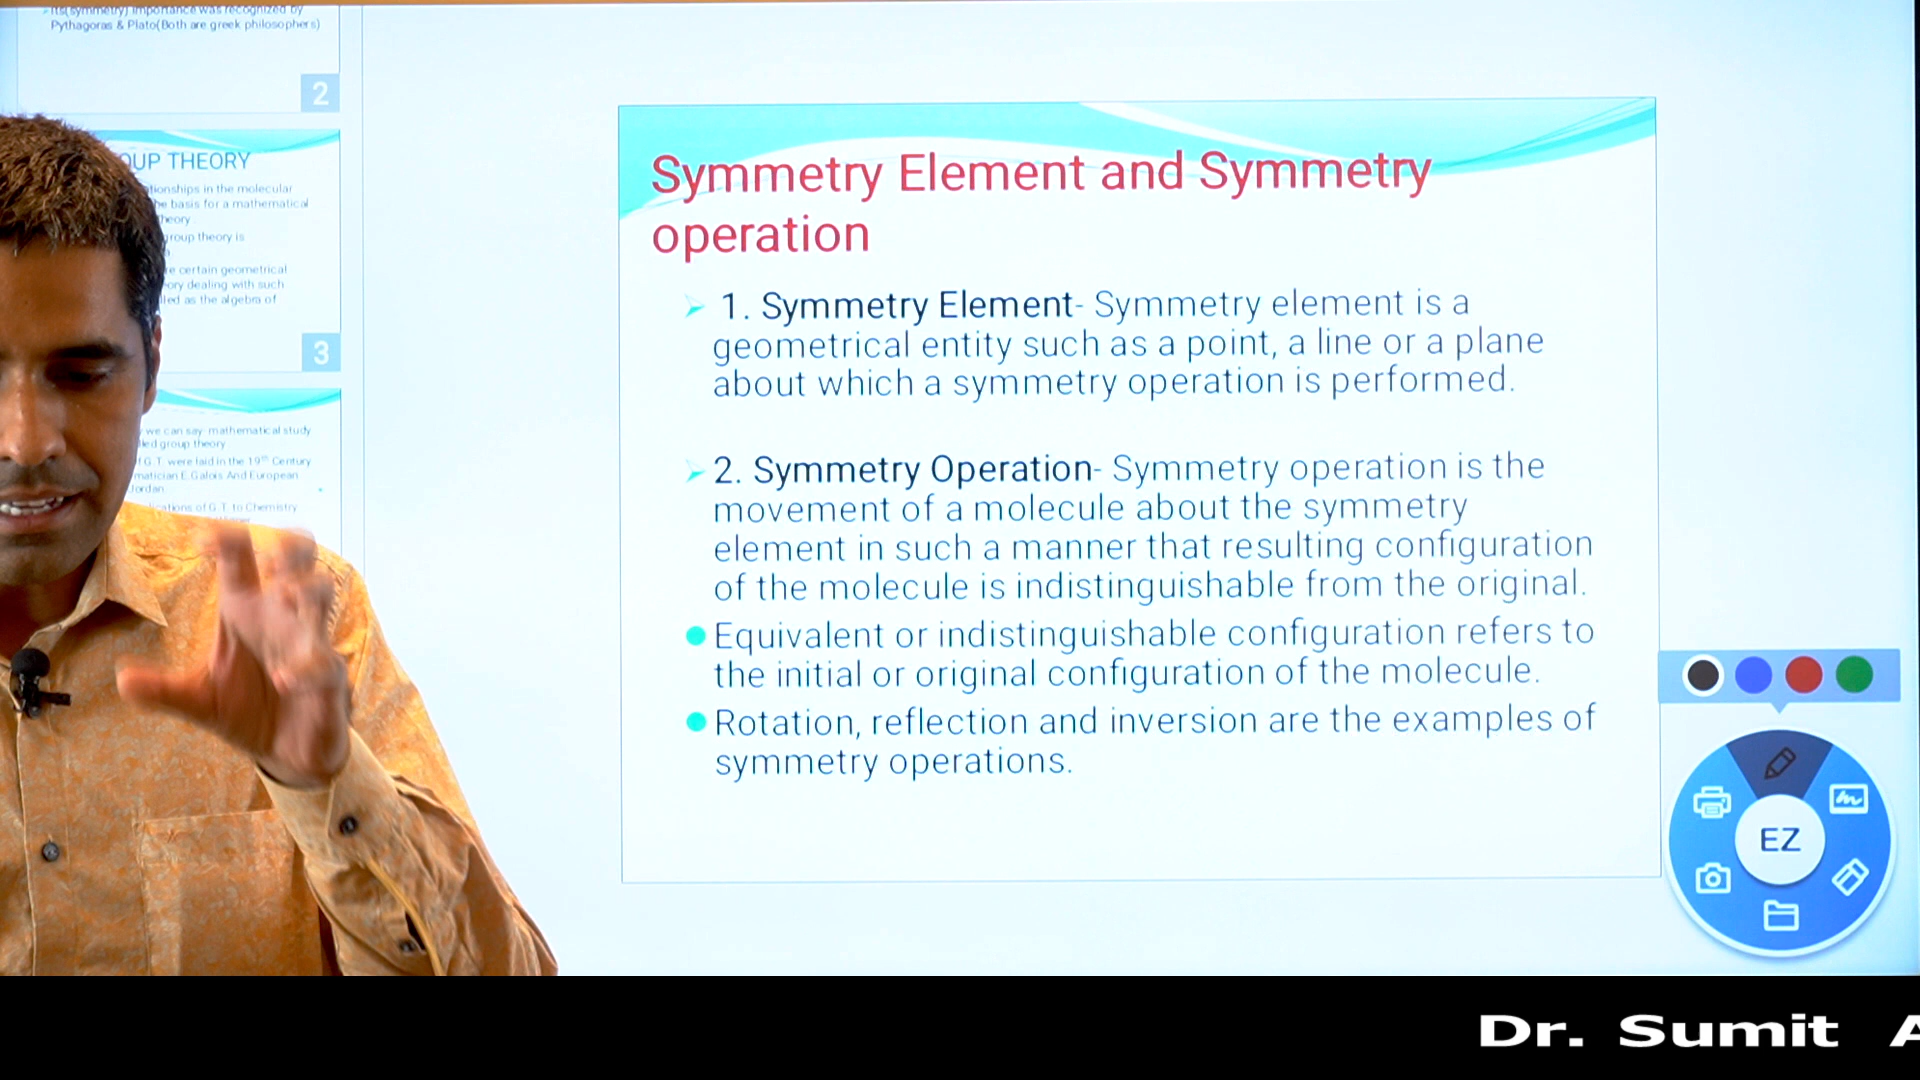 Its(symmetry) importance was recognized by
Pythagoras & Plato(Both are greek philosophers)
2
OUP THEORY
tionships in the molecular
he basis for a mathematical
heory
group theory is
re certain geometrical
ory dealing with such
lled as the algebra of
3
we can say-mathematical study
lled group theory
f G.T. were laid in the 19th Century
matician E.Galois And European
Jordan
lications of G.T. to Chemistry
Symmetry Element and Symmetry
operation
1. Symmetry Element- Symmetry element is a
geometrical entity such as a point, a line or a plane
about which a symmetry operation is performed.
2. Symmetry Operation- Symmetry operation is the
movement of a molecule about the symmetry
element in such a manner that resulting configuration
of the molecule is indistinguishable from the original.
Equivalent or indistinguishable configuration refers to
the initial or original configuration of the molecule.
Rotation, reflection and inversion are the examples of
symmetry operations.
EZ
Dr. Sumit A